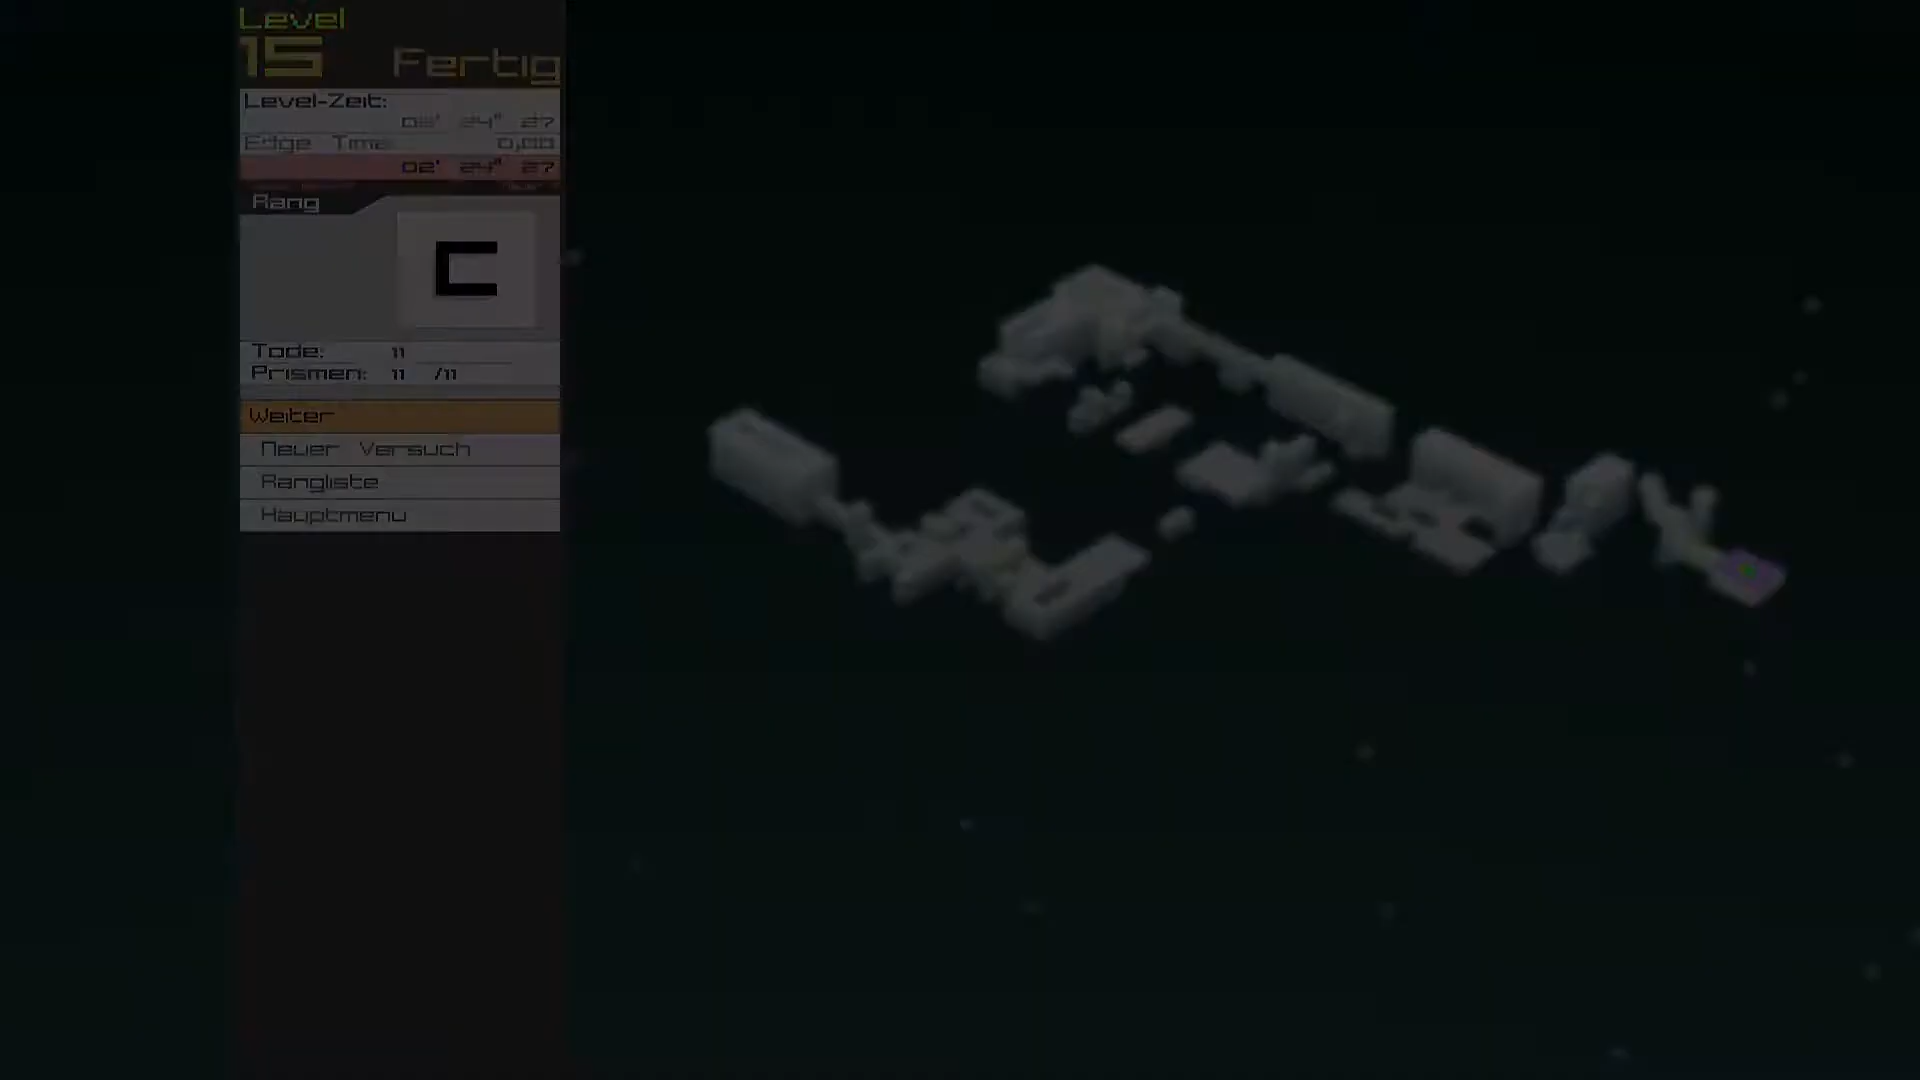 Level
15 Fertig
Level-Zeit:
02' 24" 27
Edge Time: 0,00
02' 24" 27
Rang
C
Tode: 11
Prismen: 11 /11
Weiter
Neuer Versuch
Rangliste
Hauptmenu